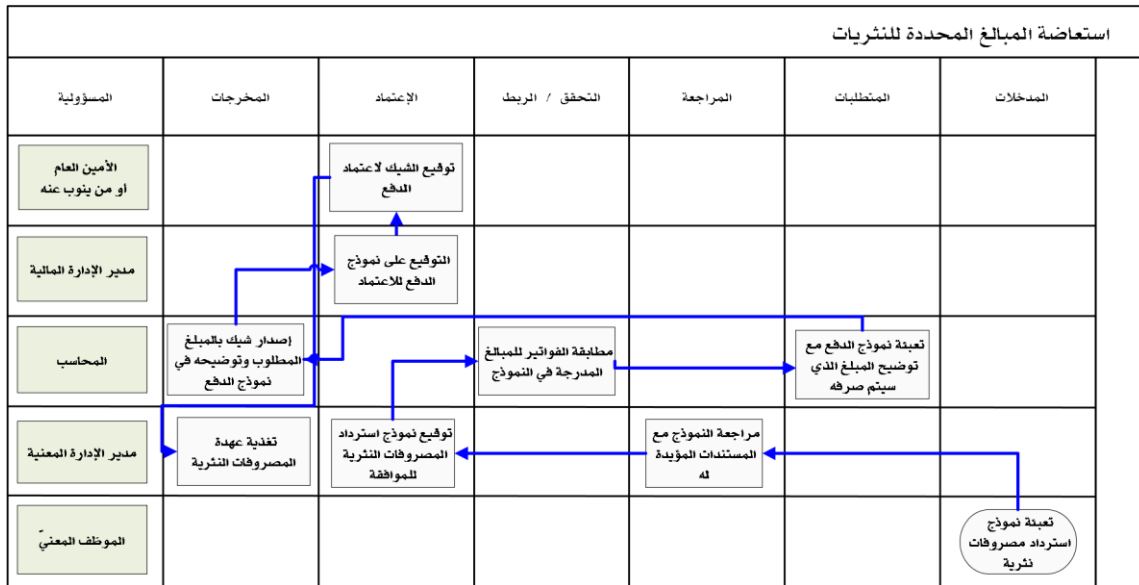 استعاضة المبالغ المحددة للنثريات
المدخلات
المتطلبات
المراجعة
التحقق / الربط
الإعتماد
المخرجات
المسؤولية
توقيع الشيك لاعتماد
الدفع
الأمين العام
أو من ينوب عنه
التوقيع على نموذج
الدفع للاعتماد
مدير الإدارة المالية
تعبئة نموذج الدفع مع
توضيح المبلغ الذي
سيتم صرفه
مطابقة الفواتير للمبالغ
المدرجة في النموذج
إصدار شيك بالمبلغ
المطلوب وتوضيحه في
نموذج الدفع
المحاسب
مراجعة النموذج مع
المستندات المؤيدة
له
توقيع نموذج استرداد
المصروفات النثرية
للموافقة
تغذية عهدة
المصروفات النثرية
مدير الإدارة المعنية
تعبئة نموذج
استرداد مصروفات
نثرية
الموظف المعنيّ